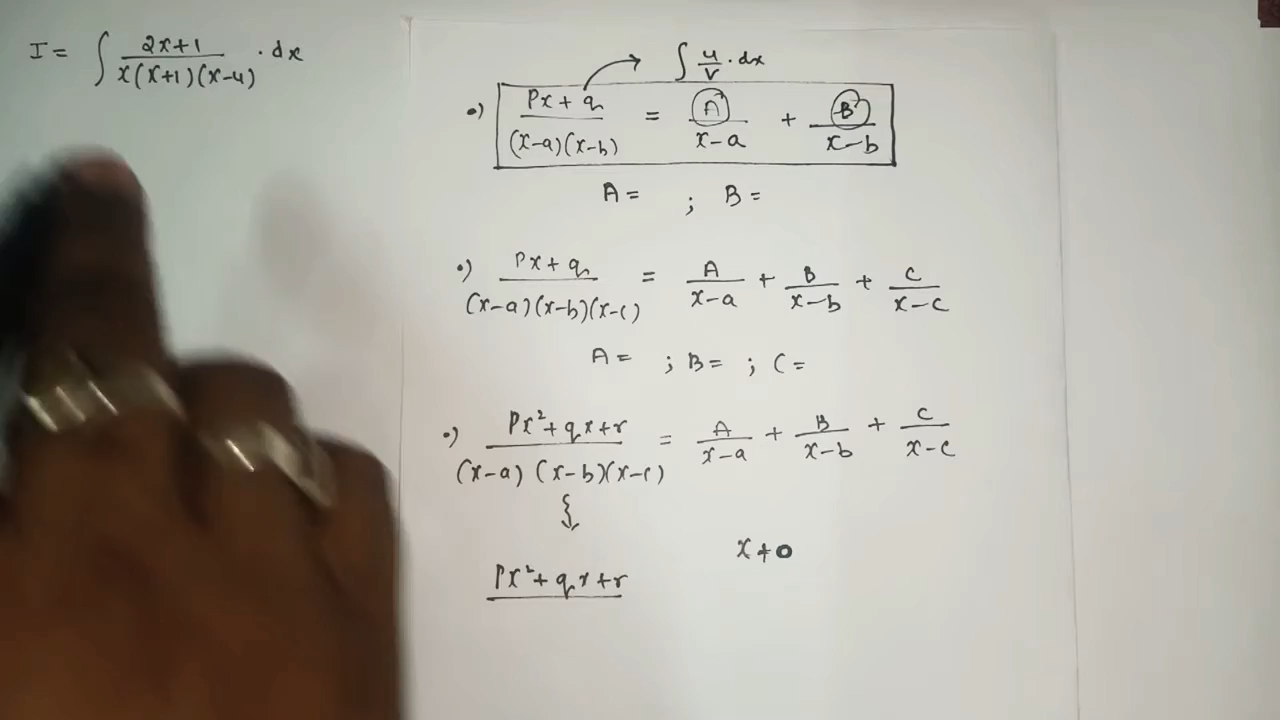 I = ∫ 2x+1 / x(x+1)(x-4) · dx
∫ u/v · dx
•) Px + q / (x-a)(x-b) = A / x-a + B / x-b
A = ; B =
•) Px + q / (x-a)(x-b)(x-c) = A / x-a + B / x-b + C / x-c
A = ; B = ; C =
•) Px² + qx + r / (x-a)(x-b)(x-c) = A / x-a + B / x-b + C / x-c
x+0
Px² + qx + r